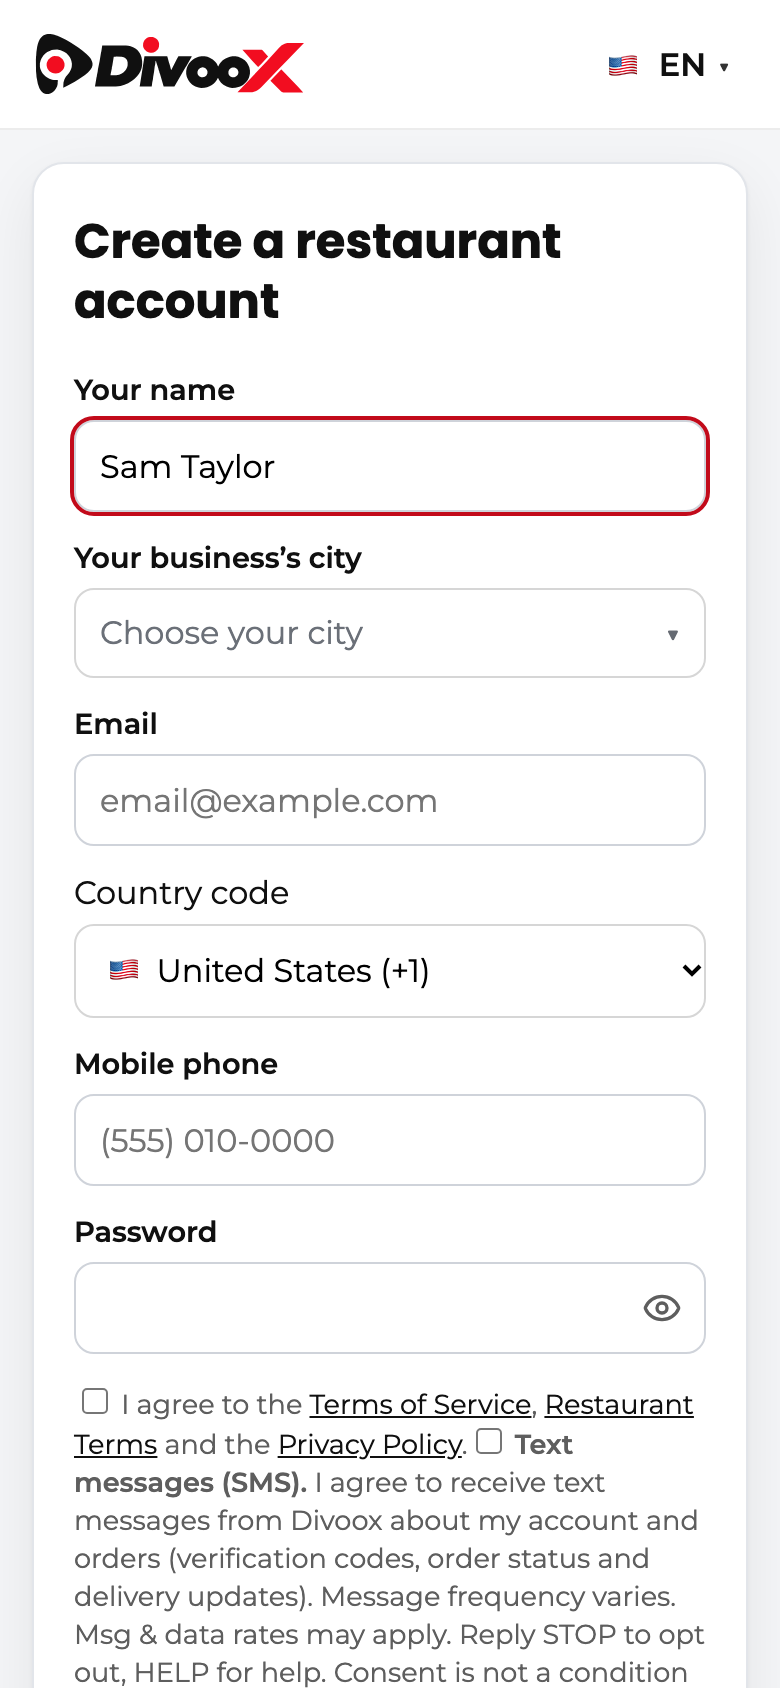 DivooX
EN
Create a restaurant
account
Your name
Sam Taylor
Your business’s city
Choose your city
Email
email@example.com
Country code
United States (+1)
Mobile phone
(555) 010-0000
Password
I agree to the Terms of Service, Restaurant
Terms and the Privacy Policy. Text
messages (SMS). I agree to receive text
messages from Divoox about my account and
orders (verification codes, order status and
delivery updates). Message frequency varies.
Msg & data rates may apply. Reply STOP to opt
out, HELP for help. Consent is not a condition